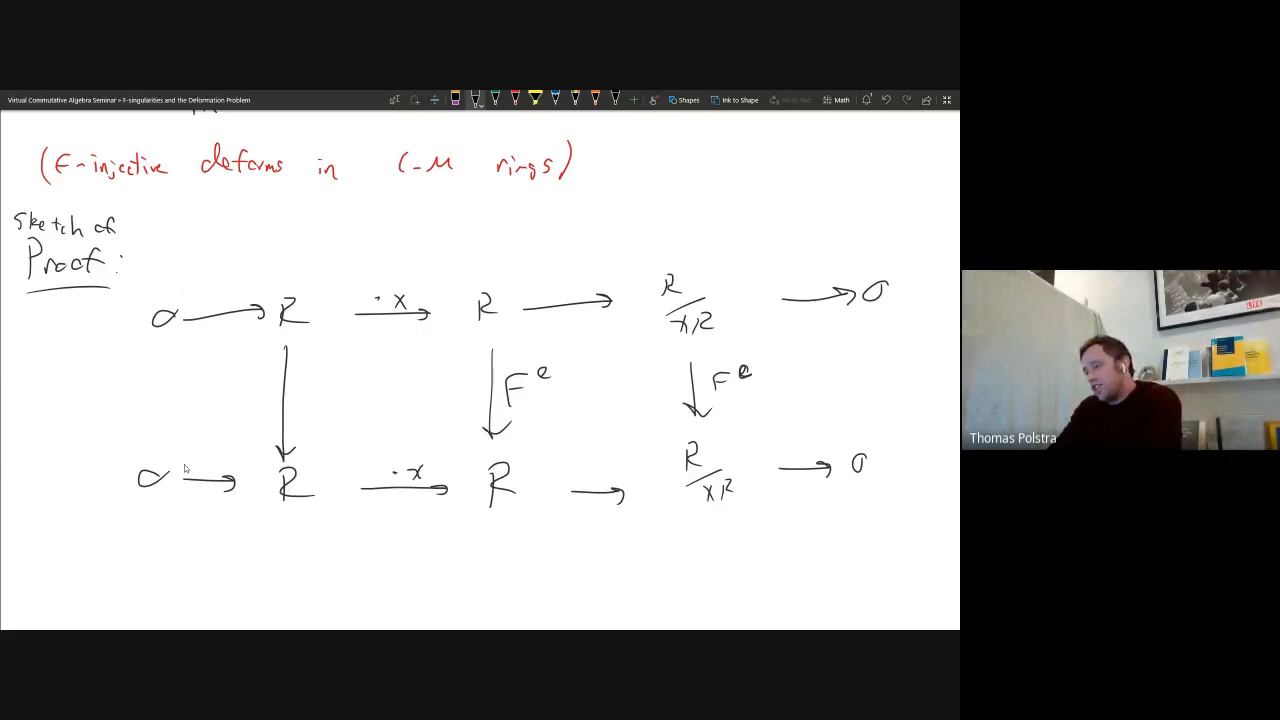 Virtual Commutative Algebra Seminar > F-singularities and the Deformation Problem
Shapes
Ink to Shape
Math
(F-injective deforms in C-M rings)
Sketch of
Proof:
0 → R → R → R/xR → 0
· x
F^e F^e
0 → R → R → R/xR → 0
· x
LIFE
Thomas Polstra